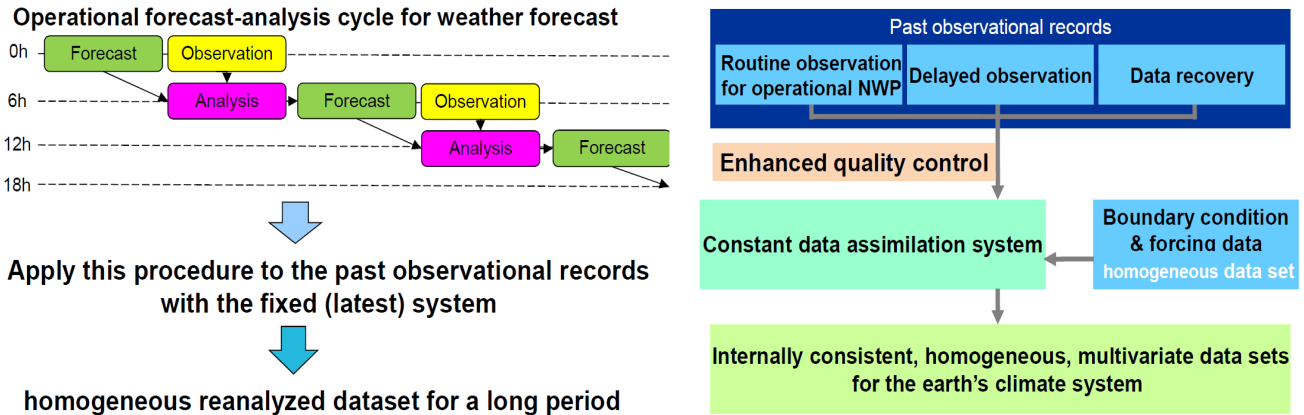 Operational forecast-analysis cycle for weather forecast
0h
Forecast
Observation
6h
Analysis
Forecast
Observation
12h
Analysis
Forecast
18h
Apply this procedure to the past observational records
with the fixed (latest) system
homogeneous reanalyzed dataset for a long period
Past observational records
Routine observation
for operational NWP
Delayed observation
Data recovery
Enhanced quality control
Constant data assimilation system
Boundary condition
& forcing data
homogeneous data set
Internally consistent, homogeneous, multivariate data sets
for the earth's climate system